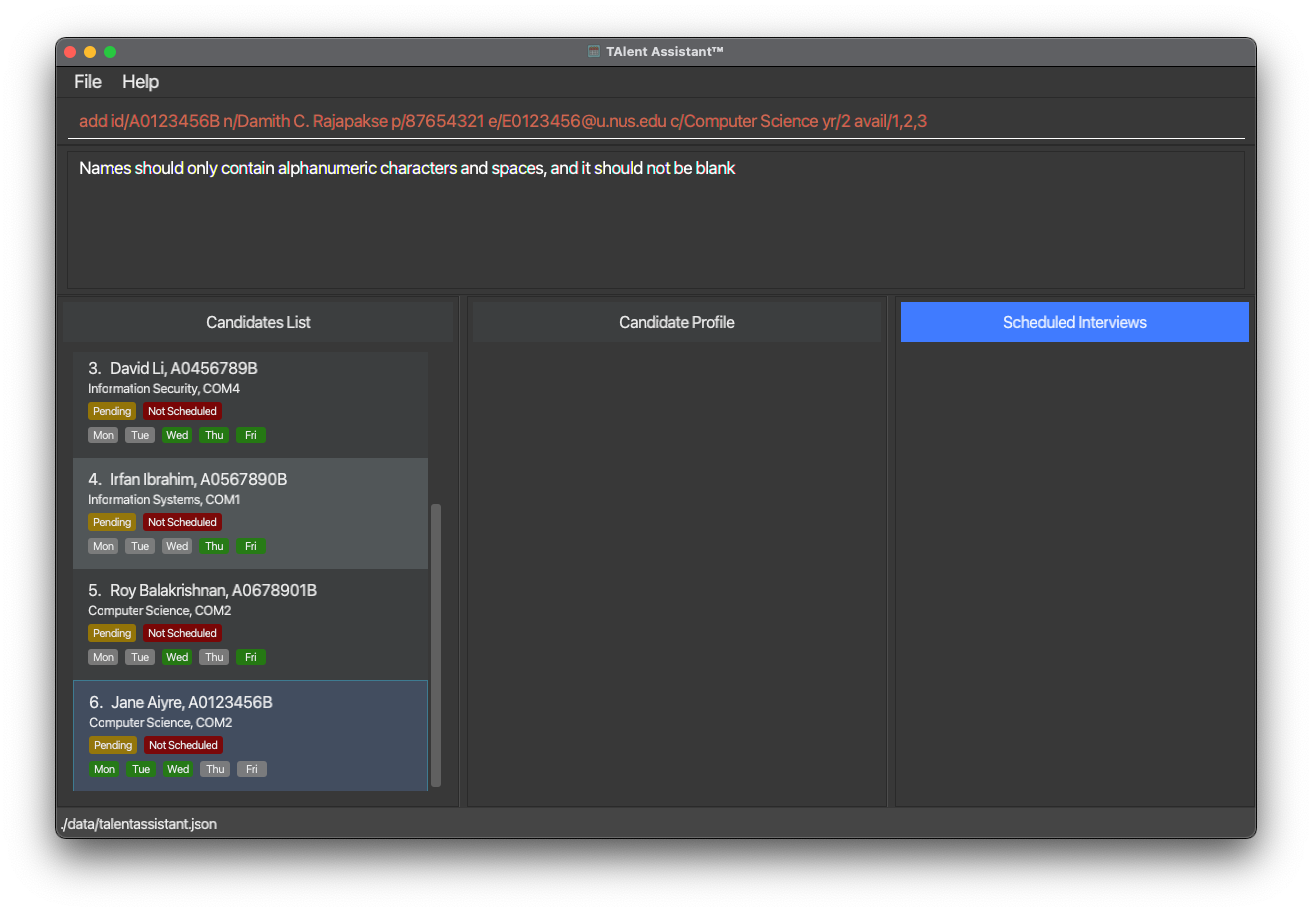 TAlent Assistant™
File Help
add id/A0123456B n/Damith C. Rajapakse p/87654321 e/E0123456@u.nus.edu c/Computer Science yr/2 avail/1,2,3
Names should only contain alphanumeric characters and spaces, and it should not be blank
Candidates List
Candidate Profile
Scheduled Interviews
3. David Li, A0456789B
Information Security, COM4
Pending Not Scheduled
Mon Tue Wed Thu Fri
4. Irfan Ibrahim, A0567890B
Information Systems, COM1
Pending Not Scheduled
Mon Tue Wed Thu Fri
5. Roy Balakrishnan, A0678901B
Computer Science, COM2
Pending Not Scheduled
Mon Tue Wed Thu Fri
6. Jane Aiyre, A0123456B
Computer Science, COM2
Pending Not Scheduled
Mon Tue Wed Thu Fri
./data/talentassistant.json